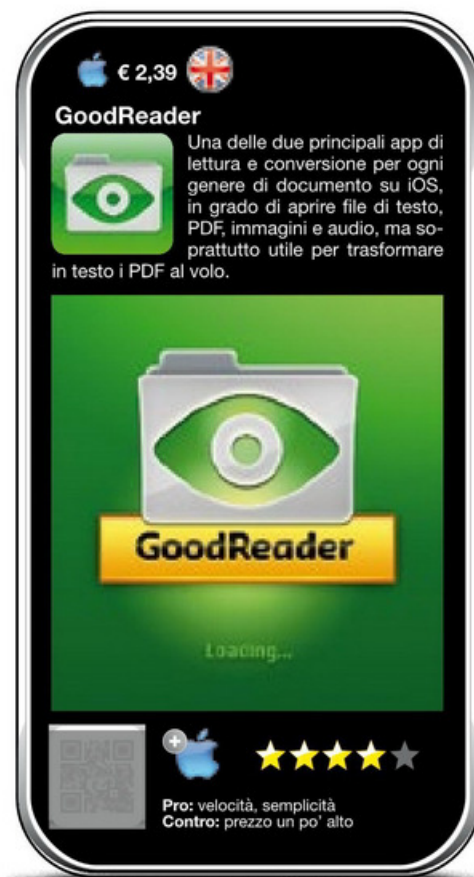 € 2,39
GoodReader
Una delle due principali app di
lettura e conversione per ogni
genere di documento su iOS,
in grado di aprire file di testo,
PDF, immagini e audio, ma so-
prattutto utile per trasformare
in testo i PDF al volo.
GoodReader
Loading...
Pro: velocità, semplicità
Contro: prezzo un po' alto